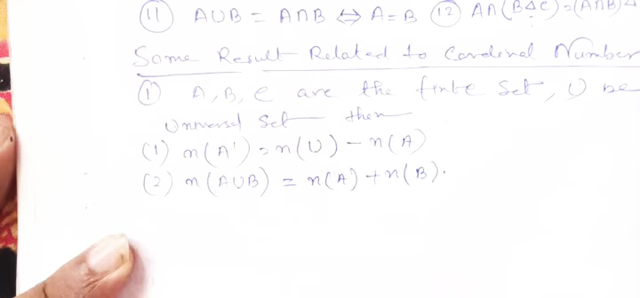 (11) A∪B = A∩B ⇔ A=B (12) A∩(BΔC)=(A∩B)Δ
Some Result Related to Cardinal Number
(1) A, B, C are the finite Set, U be
Universal Set then
(1) n(A') = n(U) - n(A)
(2) n(A∪B) = n(A) + n(B).